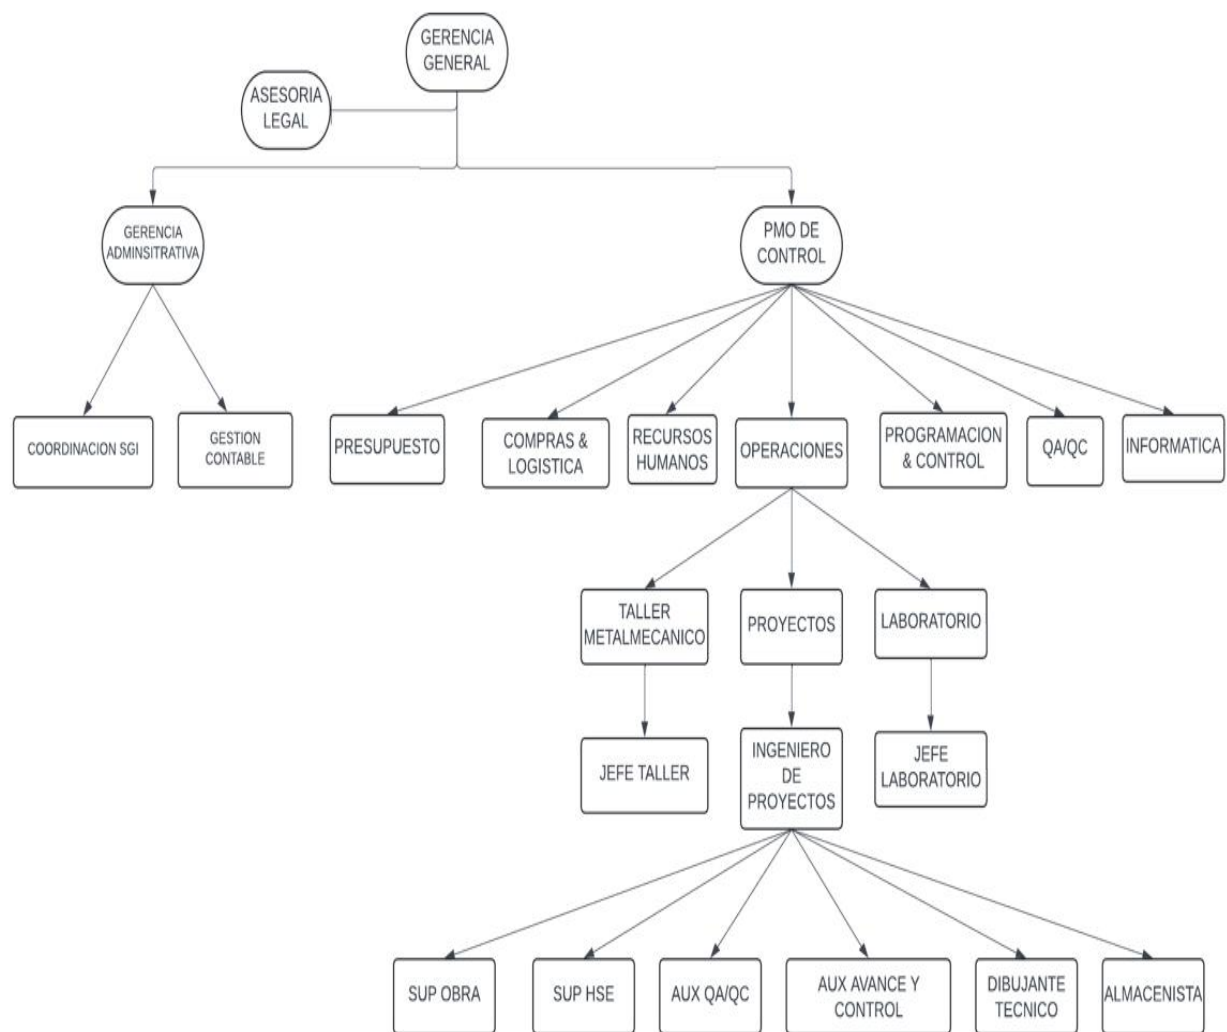 GERENCIA
GENERAL
ASESORIA
LEGAL
GERENCIA
ADMINSITRATIVA
PMO DE
CONTROL
COORDINACION SGI
GESTION
CONTABLE
PRESUPUESTO
COMPRAS &
LOGISTICA
RECURSOS
HUMANOS
OPERACIONES
PROGRAMACION
& CONTROL
QA/QC
INFORMATICA
TALLER
METALMECANICO
PROYECTOS
LABORATORIO
JEFE TALLER
INGENIERO
DE
PROYECTOS
JEFE
LABORATORIO
SUP OBRA
SUP HSE
AUX QA/QC
AUX AVANCE Y
CONTROL
DIBUJANTE
TECNICO
ALMACENISTA